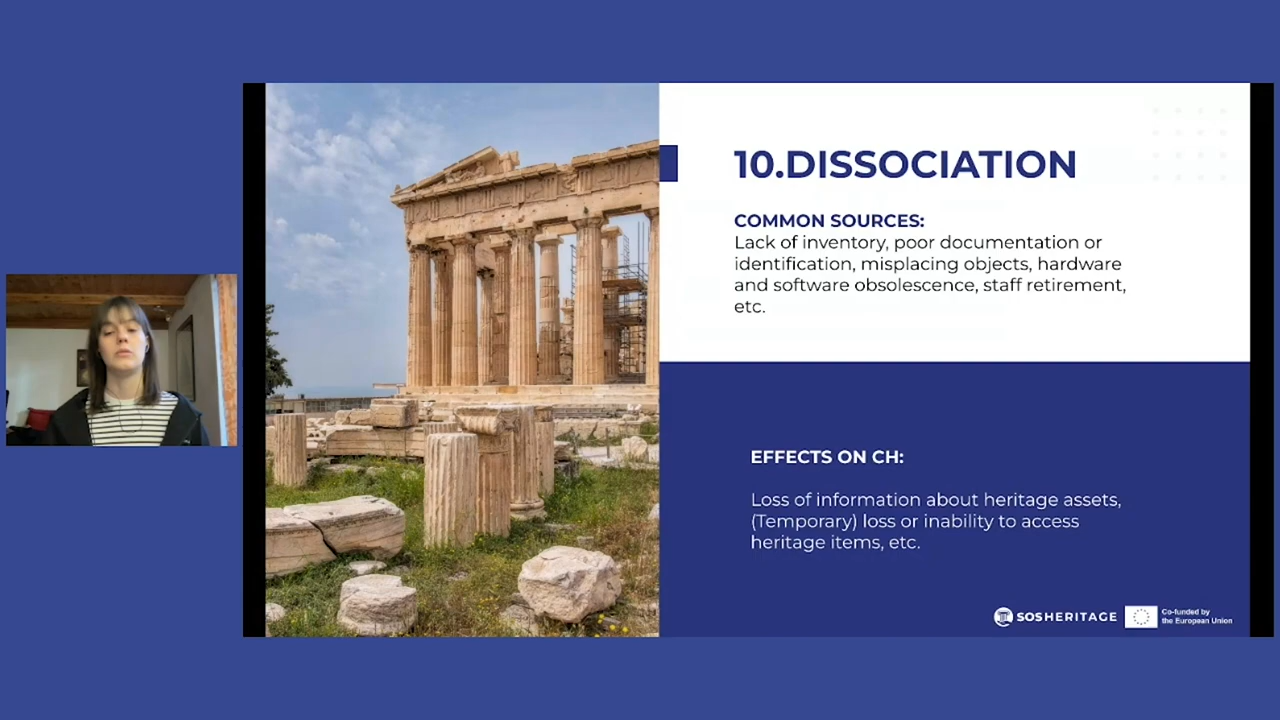 10.DISSOCIATION
COMMON SOURCES:
Lack of inventory, poor documentation or
identification, misplacing objects, hardware
and software obsolescence, staff retirement,
etc.
EFFECTS ON CH:
Loss of information about heritage assets,
(Temporary) loss or inability to access
heritage items, etc.
SOSHERITAGE
Co-funded by
the European Union